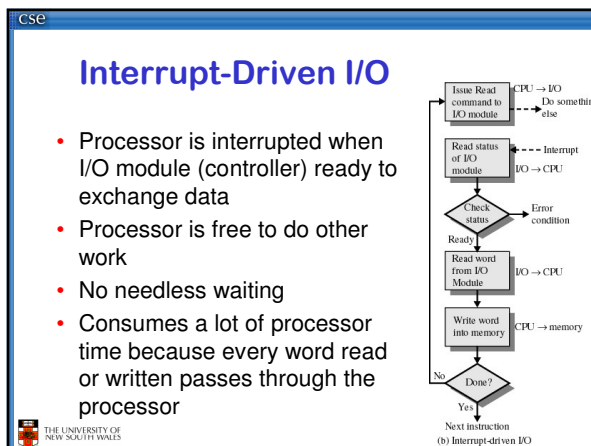 cse
Interrupt-Driven I/O
• Processor is interrupted when
I/O module (controller) ready to
exchange data
• Processor is free to do other
work
• No needless waiting
• Consumes a lot of processor
time because every word read
or written passes through the
processor
THE UNIVERSITY OF
NEW SOUTH WALES
Issue Read
command to
I/O module
CPU → I/O
Do something
else
Read status
of I/O
module
Interrupt
I/O → CPU
Check
status
Error
condition
Ready
Read word
from I/O
Module
I/O → CPU
Write word
into memory
CPU → memory
No
Done?
Yes
Next instruction
(b) Interrupt-driven I/O